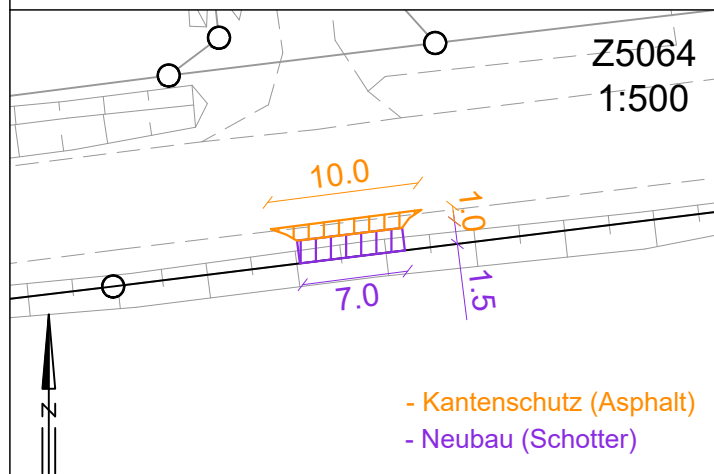 Z5064
1:500
10.0
1.0
7.0
1.5
- Kantenschutz (Asphalt)
- Neubau (Schotter)
N